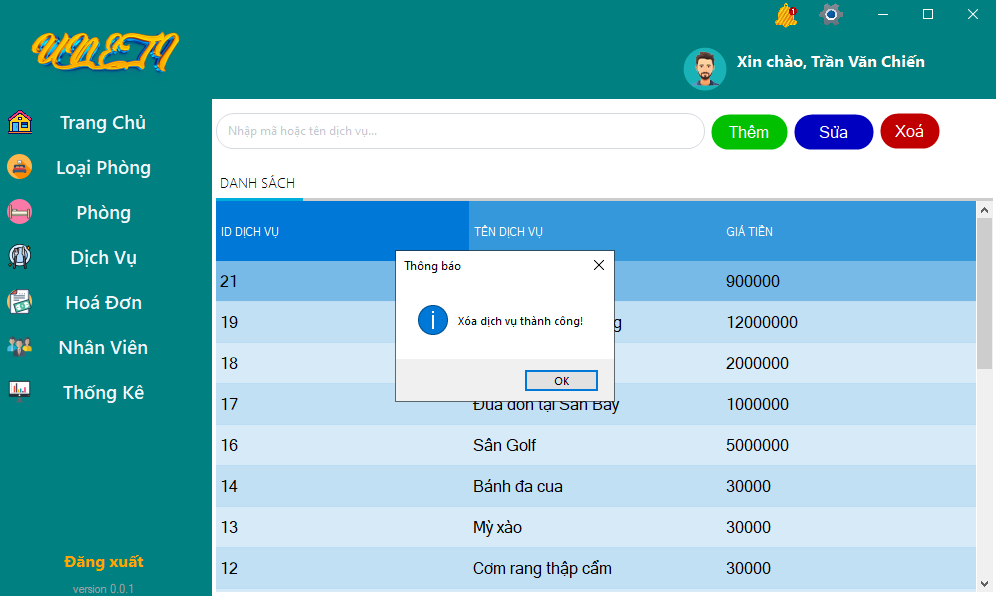 1
UNETI
Xin chào, Trần Văn Chiến
Trang Chủ
Loại Phòng
Phòng
Dịch Vụ
Hoá Đơn
Nhân Viên
Thống Kê
Đăng xuất
version 0.0.1
Nhập mã hoặc tên dịch vụ...
Thêm
Sửa
Xoá
DANH SÁCH
ID DỊCH VỤ TÊN DỊCH VỤ GIÁ TIỀN
21 900000
19 12000000
18 2000000
17 Đưa đón tại Sân Bay 1000000
16 Sân Golf 5000000
14 Bánh đa cua 30000
13 Mỳ xào 30000
12 Cơm rang thập cẩm 30000
Thông báo
Xóa dịch vụ thành công!
OK